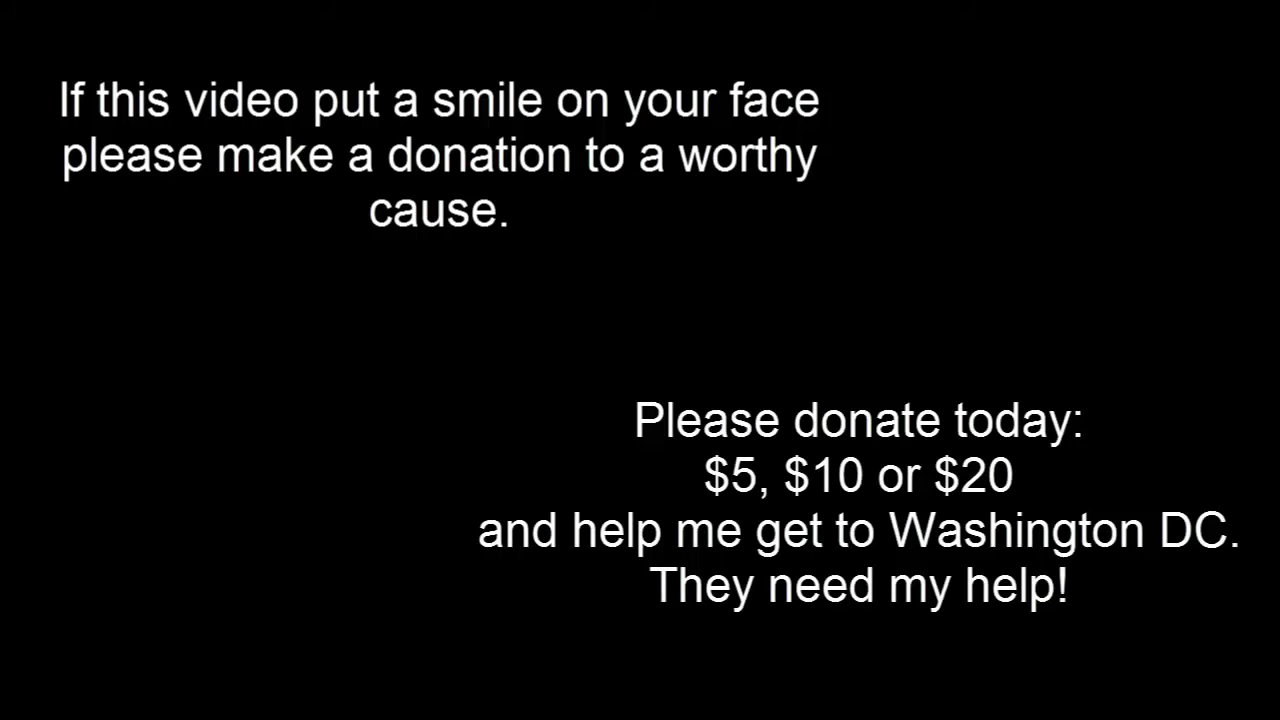 If this video put a smile on your face
please make a donation to a worthy
cause.
Please donate today:
$5, $10 or $20
and help me get to Washington DC.
They need my help!